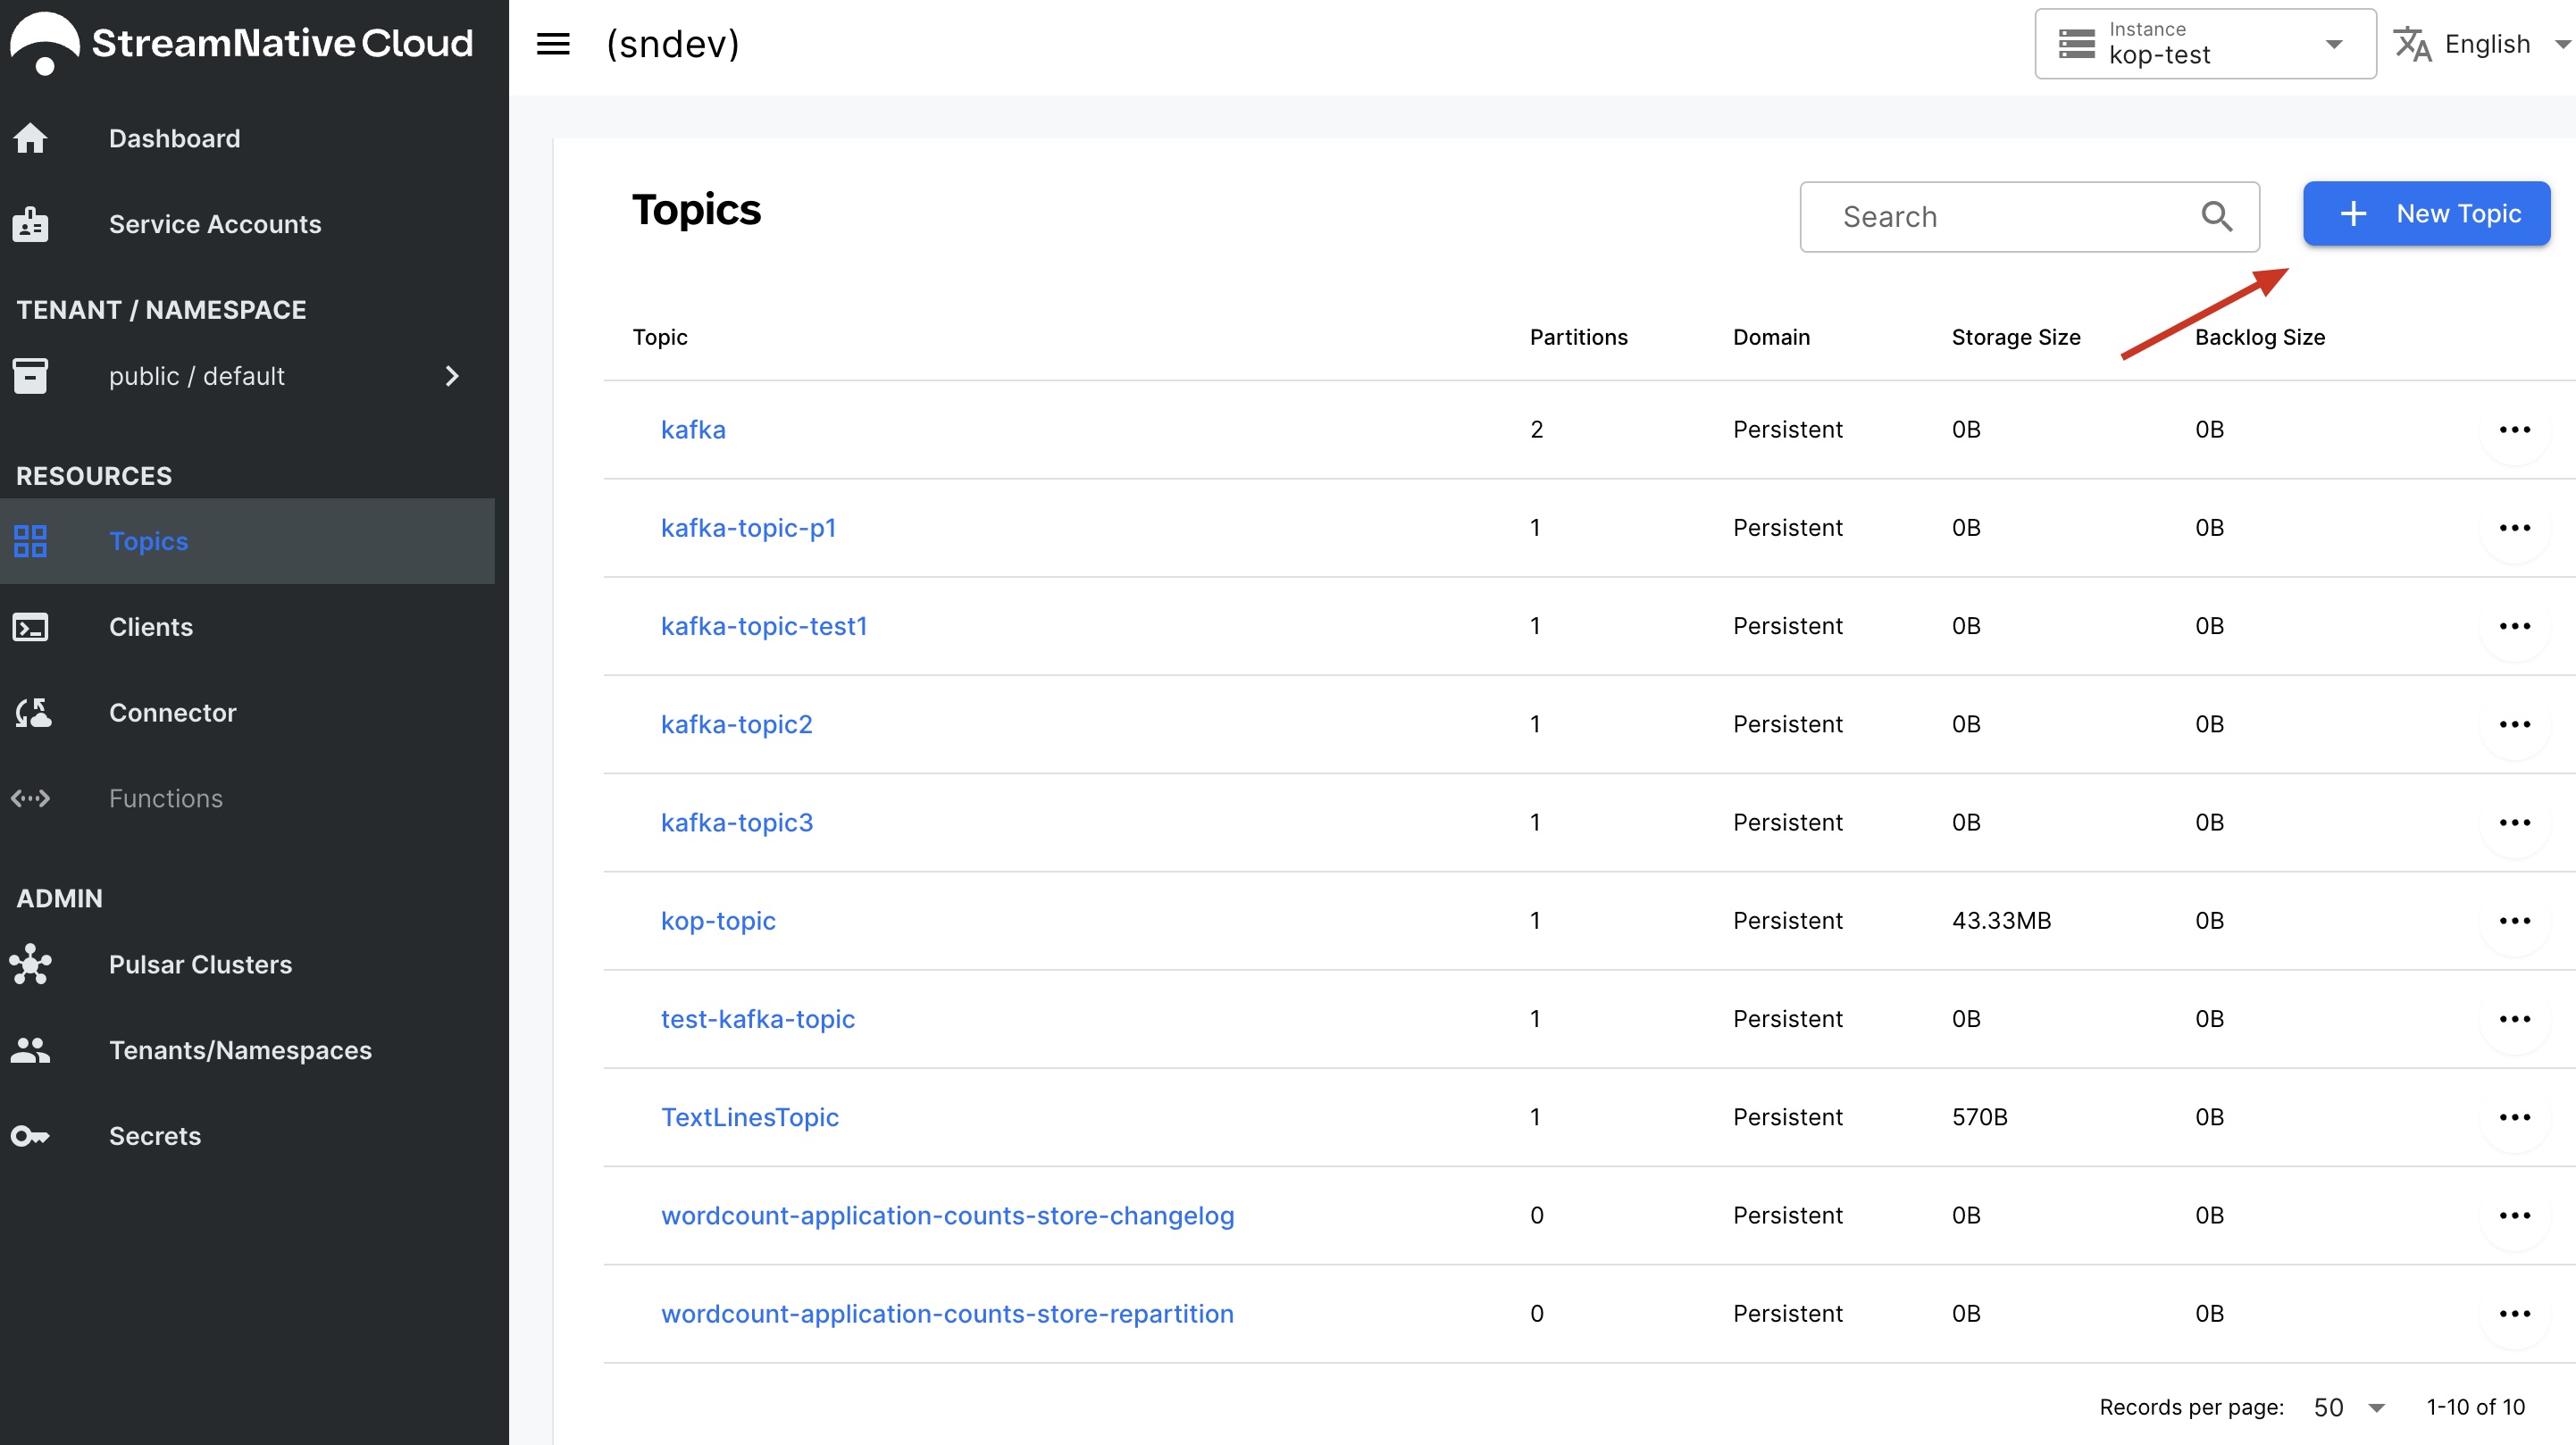 StreamNative Cloud
Dashboard
Service Accounts
TENANT / NAMESPACE
public / default
RESOURCES
Topics
Clients
Connector
Functions
ADMIN
Pulsar Clusters
Tenants/Namespaces
Secrets
(sndev)
Instance
kop-test
English
Topics
Search
New Topic
Topic Partitions Domain Storage Size Backlog Size
kafka 2 Persistent 0B 0B
kafka-topic-p1 1 Persistent 0B 0B
kafka-topic-test1 1 Persistent 0B 0B
kafka-topic2 1 Persistent 0B 0B
kafka-topic3 1 Persistent 0B 0B
kop-topic 1 Persistent 43.33MB 0B
test-kafka-topic 1 Persistent 0B 0B
TextLinesTopic 1 Persistent 570B 0B
wordcount-application-counts-store-changelog 0 Persistent 0B 0B
wordcount-application-counts-store-repartition 0 Persistent 0B 0B
Records per page: 50 1-10 of 10